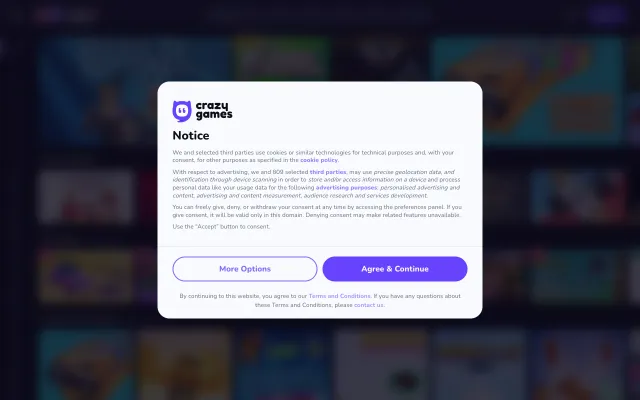 crazy
games
Notice
We and selected third parties use cookies or similar technologies for technical purposes and, with your
consent, for other purposes as specified in the cookie policy.
With respect to advertising, we and 809 selected third parties, may use precise geolocation data, and
identification through device scanning in order to store and/or access information on a device and process
personal data like your usage data for the following advertising purposes: personalised advertising and
content, advertising and content measurement, audience research and services development.
You can freely give, deny, or withdraw your consent at any time by accessing the preferences panel. If you
give consent, it will be valid only in this domain. Denying consent may make related features unavailable.
Use the "Accept" button to consent.
More Options
Agree & Continue
By continuing to this website, you agree to our Terms and Conditions. If you have any questions about
these Terms and Conditions, please contact us.